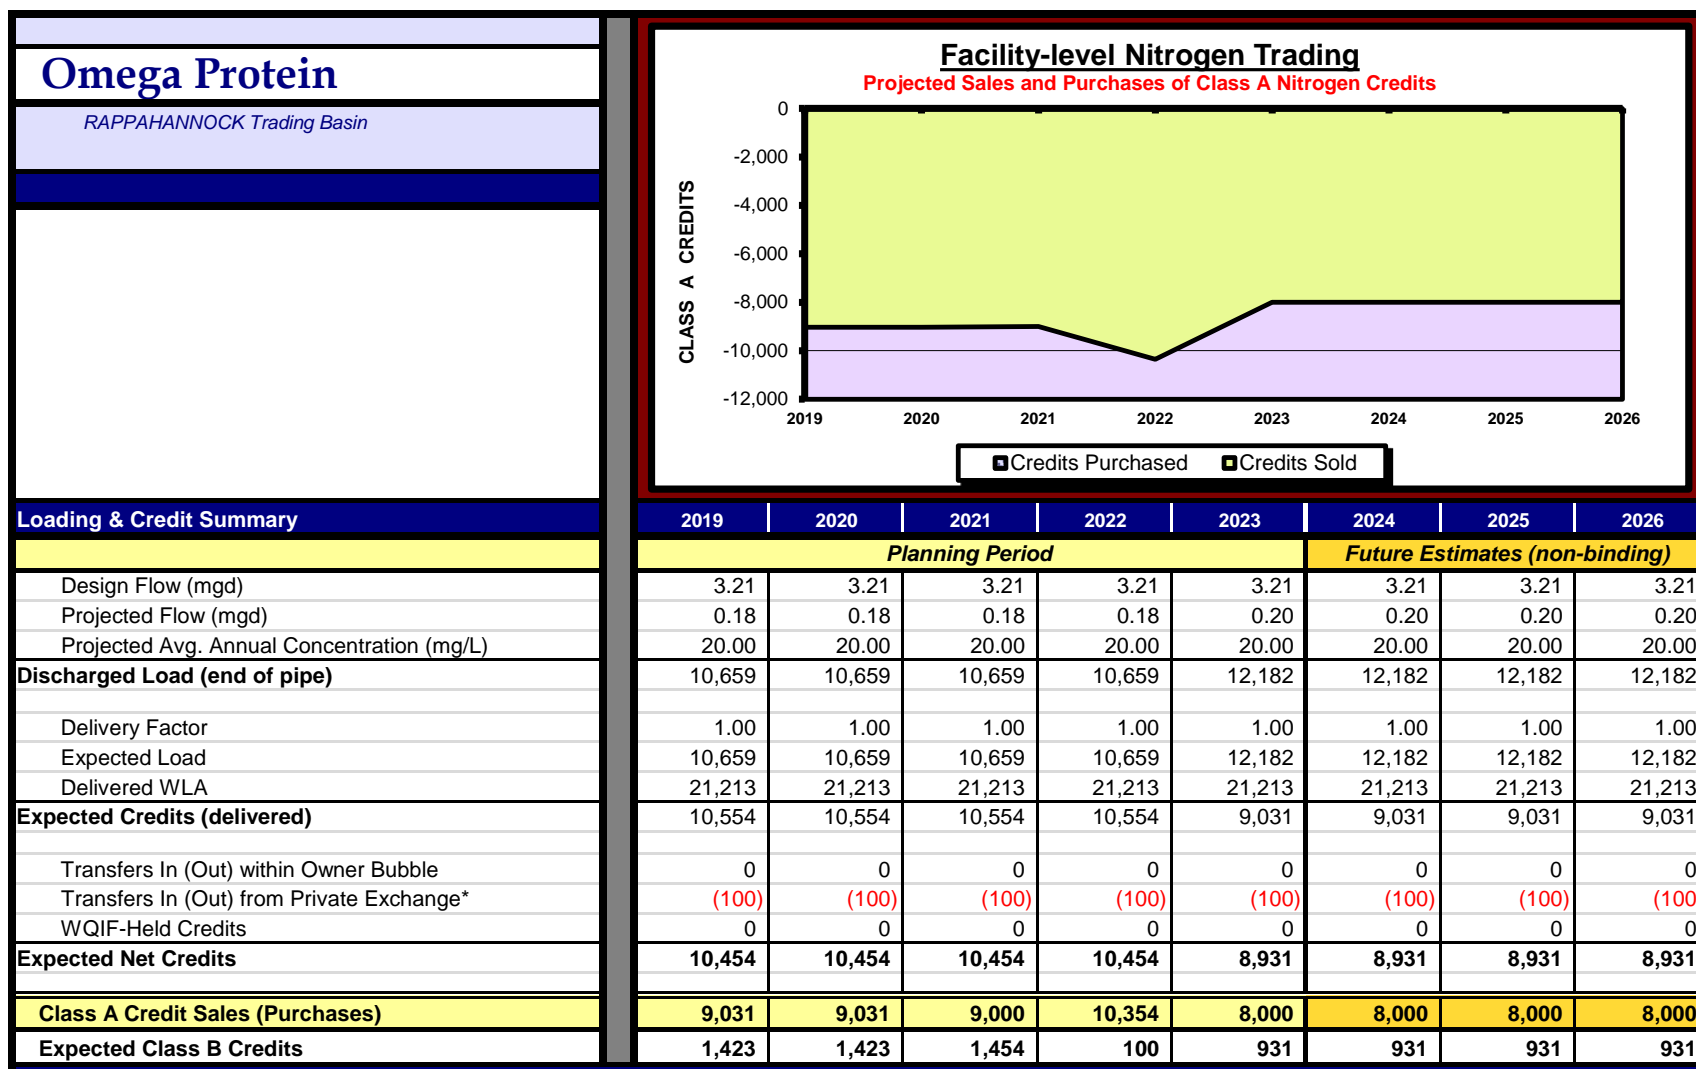 Omega Protein
RAPPAHANNOCK Trading Basin
Facility-level Nitrogen Trading
Projected Sales and Purchases of Class A Nitrogen Credits
CLASS A CREDITS
0
-2,000
-4,000
-6,000
-8,000
-10,000
-12,000
2019 2020 2021 2022 2023 2024 2025 2026
Credits Purchased Credits Sold
Loading & Credit Summary 2019 2020 2021 2022 2023 2024 2025 2026
Planning Period Future Estimates (non-binding)
Design Flow (mgd) 3.21 3.21 3.21 3.21 3.21 3.21 3.21 3.21
Projected Flow (mgd) 0.18 0.18 0.18 0.18 0.20 0.20 0.20 0.20
Projected Avg. Annual Concentration (mg/L) 20.00 20.00 20.00 20.00 20.00 20.00 20.00 20.00
Discharged Load (end of pipe) 10,659 10,659 10,659 10,659 12,182 12,182 12,182 12,182
Delivery Factor 1.00 1.00 1.00 1.00 1.00 1.00 1.00 1.00
Expected Load 10,659 10,659 10,659 10,659 12,182 12,182 12,182 12,182
Delivered WLA 21,213 21,213 21,213 21,213 21,213 21,213 21,213 21,213
Expected Credits (delivered) 10,554 10,554 10,554 10,554 9,031 9,031 9,031 9,031
Transfers In (Out) within Owner Bubble 0 0 0 0 0 0 0 0
Transfers In (Out) from Private Exchange* (100) (100) (100) (100) (100) (100) (100) (100
WQIF-Held Credits 0 0 0 0 0 0 0 0
Expected Net Credits 10,454 10,454 10,454 10,454 8,931 8,931 8,931 8,931
Class A Credit Sales (Purchases) 9,031 9,031 9,000 10,354 8,000 8,000 8,000 8,000
Expected Class B Credits 1,423 1,423 1,454 100 931 931 931 931